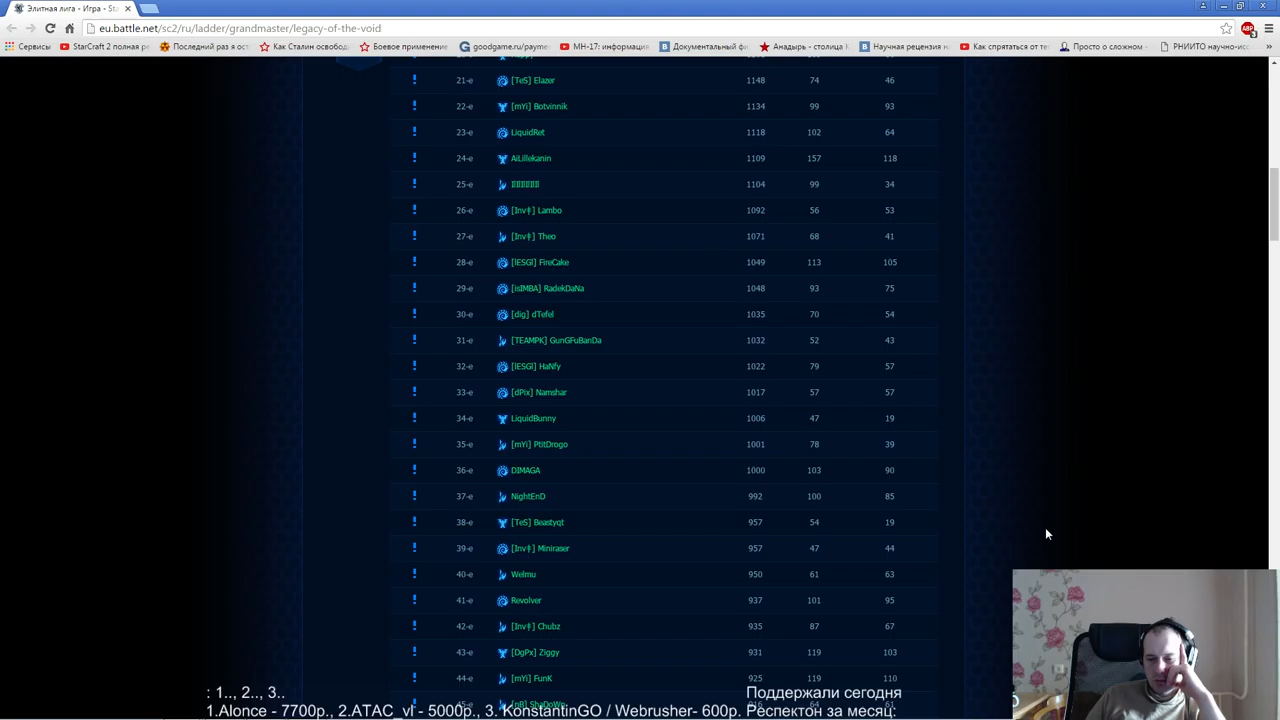 Элитная лига - Игра - Sta
eu.battle.net/sc2/ru/ladder/grandmaster/legacy-of-the-void
Сервисы StarCraft 2 полная ре Последний раз я ост Как Сталин освобод Боевое применение goodgame.ru/payme МН-17: информаци Документальный фи Анадырь - столица Научная рецензия н Как спрятаться от те Просто о сложном - РНИИТО научно-исс
21-е [TeS] Elazer 1148 74 46
22-е [mYi] Botvinnik 1134 99 93
23-е LiquidRet 1118 102 64
24-е AiLillekanin 1109 157 118
25-е 1104 99 34
26-е [Inv‡] Lambo 1092 56 53
27-е [Inv‡] Theo 1071 68 41
28-е [lESGl] FireCake 1049 113 105
29-е [isIMBA] RadekDaNa 1048 93 75
30-е [dig] dTefel 1035 70 54
31-е [TEAMPK] GunGFuBanDa 1032 52 43
32-е [lESGl] HaNfy 1022 79 57
33-е [dPix] Namshar 1017 57 57
34-е LiquidBunny 1006 47 19
35-е [mYi] PtitDrogo 1001 78 39
36-е DIMAGA 1000 103 90
37-е NightEnD 992 100 85
38-е [TeS] Beastyqt 957 54 19
39-е [Inv‡] Miniraser 957 47 44
40-е Welmu 950 61 63
41-е Revolver 937 101 95
42-е [Inv‡] Chubz 935 87 67
43-е [DgPx] Ziggy 931 119 103
44-е [mYi] FunK 925 119 110
: 1.., 2.., 3.. Поддержали сегодня
1.Alonce - 7700р., 2.ATAC_vl - 5000р., 3. KonstantinGO / Webrusher- 600р. Респектон за месяц: